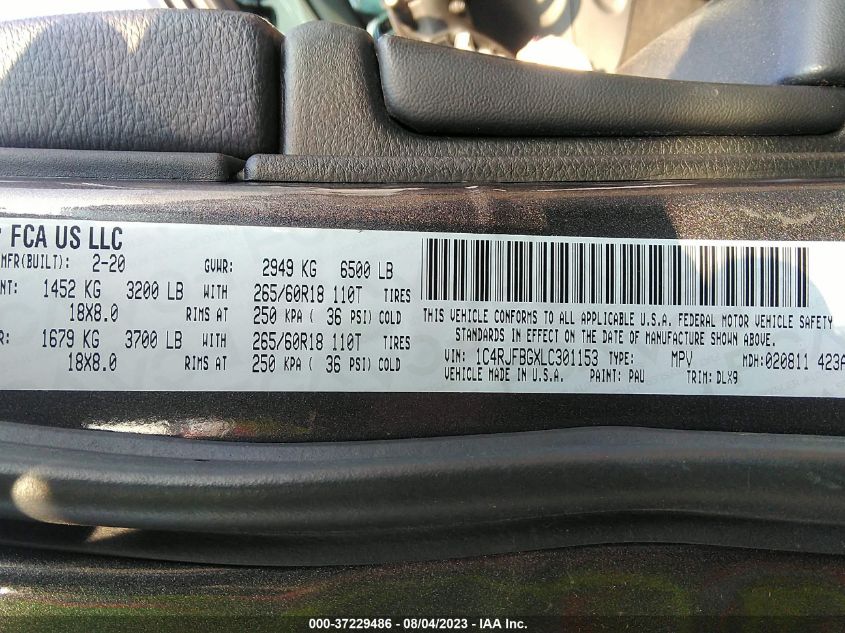 FCA US LLC
MFR(BUILT): 2-20 GVWR: 2949 KG 6500 LB
1452 KG 3200 LB WITH 265/60R18 110T TIRES
18X8.0 RIMS AT 250 KPA ( 36 PSI) COLD
1679 KG 3700 LB WITH 265/60R18 110T TIRES
18X8.0 RIMS AT 250 KPA ( 36 PSI) COLD
THIS VEHICLE CONFORMS TO ALL APPLICABLE U.S.A. FEDERAL MOTOR VEHICLE SAFETY
STANDARDS IN EFFECT ON THE DATE OF MANUFACTURE SHOWN ABOVE.
VIN: 1C4RJFBGXLC301153 TYPE: MPV MDH:020811 423A
VEHICLE MADE IN U.S.A. PAINT: PAU TRIM: DLX9
000-37229486 - 08/04/2023 - IAA Inc.